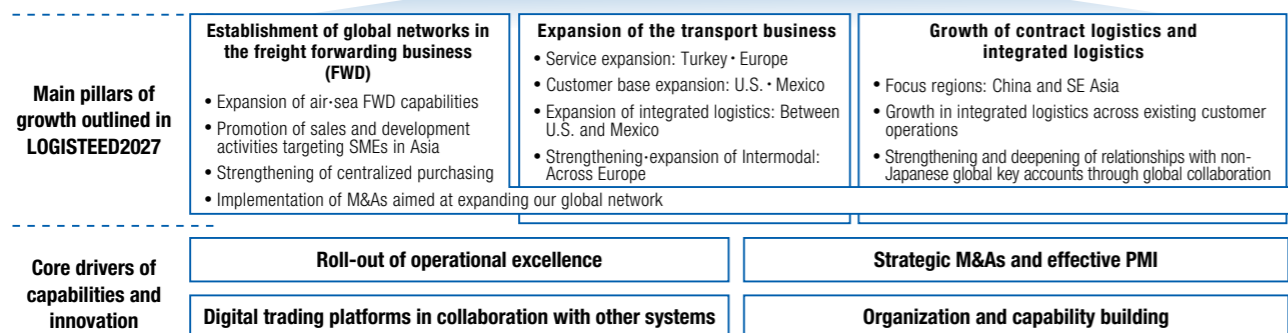 Main pillars of
growth outlined in
LOGISTEED2027
Establishment of global networks in
the freight forwarding business
(FWD)
• Expansion of air･sea FWD capabilities
• Promotion of sales and development
activities targeting SMEs in Asia
• Strengthening of centralized purchasing
• Implementation of M&As aimed at expanding our global network
Expansion of the transport business
• Service expansion: Turkey･Europe
• Customer base expansion: U.S.･Mexico
• Expansion of integrated logistics: Between
U.S. and Mexico
• Strengthening･expansion of Intermodal:
Across Europe
Growth of contract logistics and
integrated logistics
• Focus regions: China and SE Asia
• Growth in integrated logistics across existing customer
operations
• Strengthening and deepening of relationships with non-
Japanese global key accounts through global collaboration
Core drivers of
capabilities and
innovation
Roll-out of operational excellence
Strategic M&As and effective PMI
Digital trading platforms in collaboration with other systems
Organization and capability building